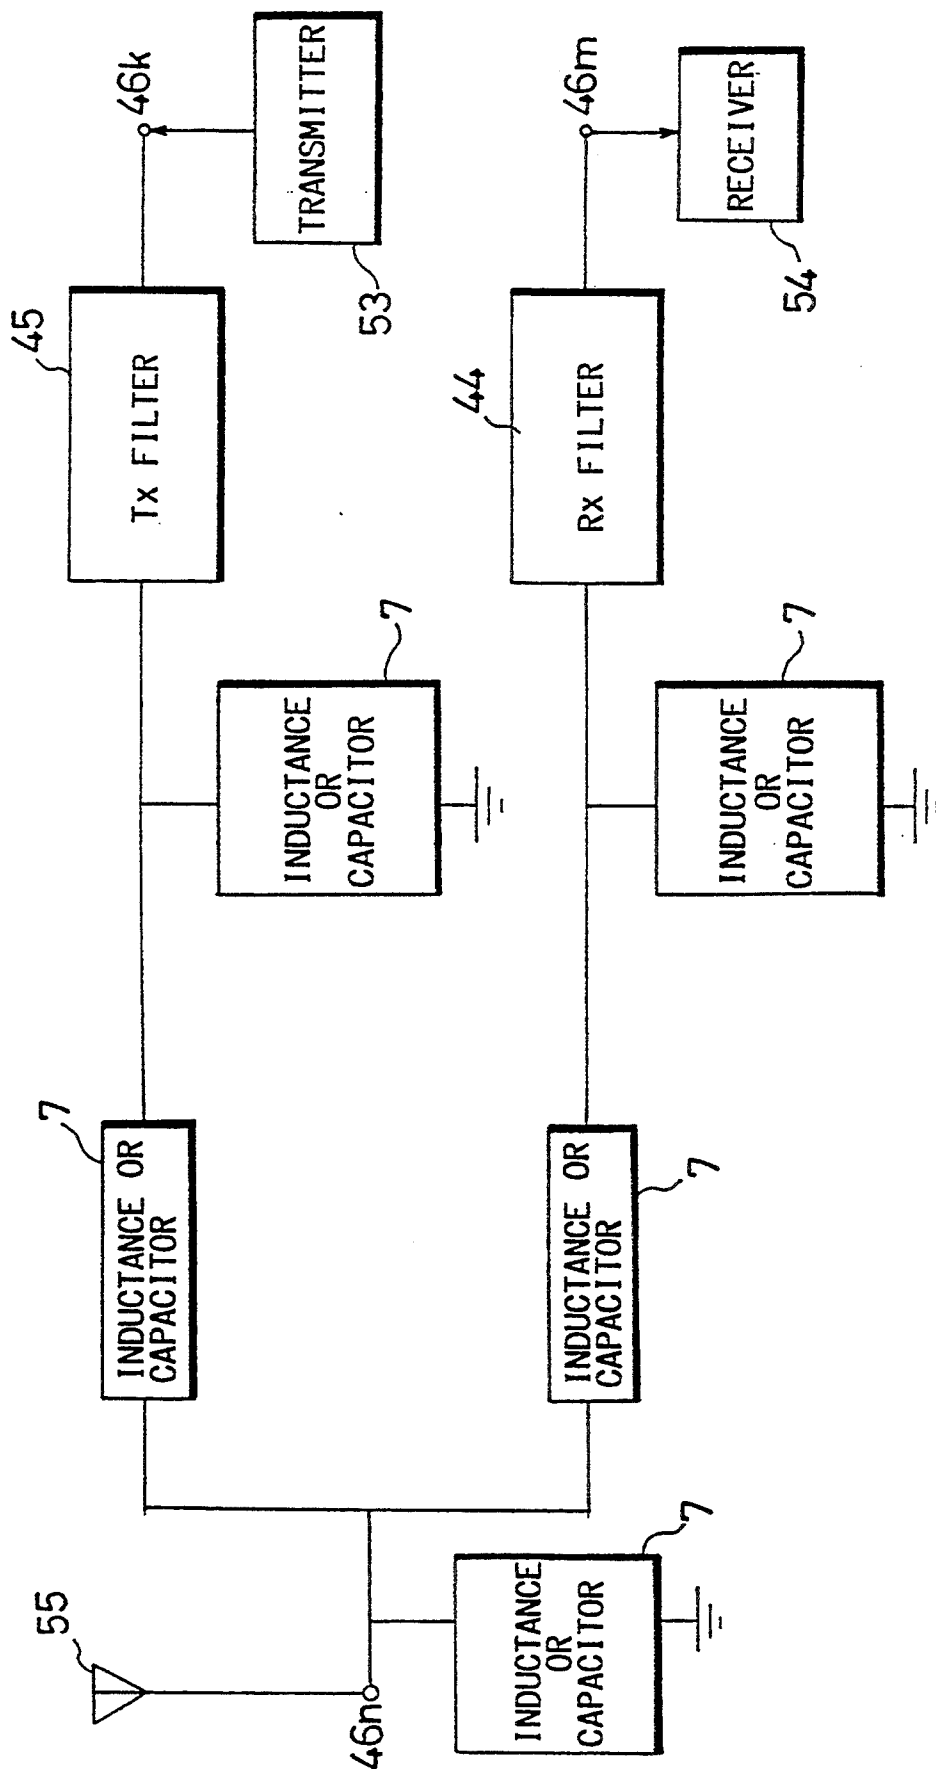 55
46n
INDUCTANCE
OR
CAPACITOR
7
INDUCTANCE OR
CAPACITOR
7
INDUCTANCE
OR
CAPACITOR
7
Tx FILTER
45
46k
TRANSMITTER
53
INDUCTANCE OR
CAPACITOR
7
INDUCTANCE
OR
CAPACITOR
7
Rx FILTER
44
46m
RECEIVER
54